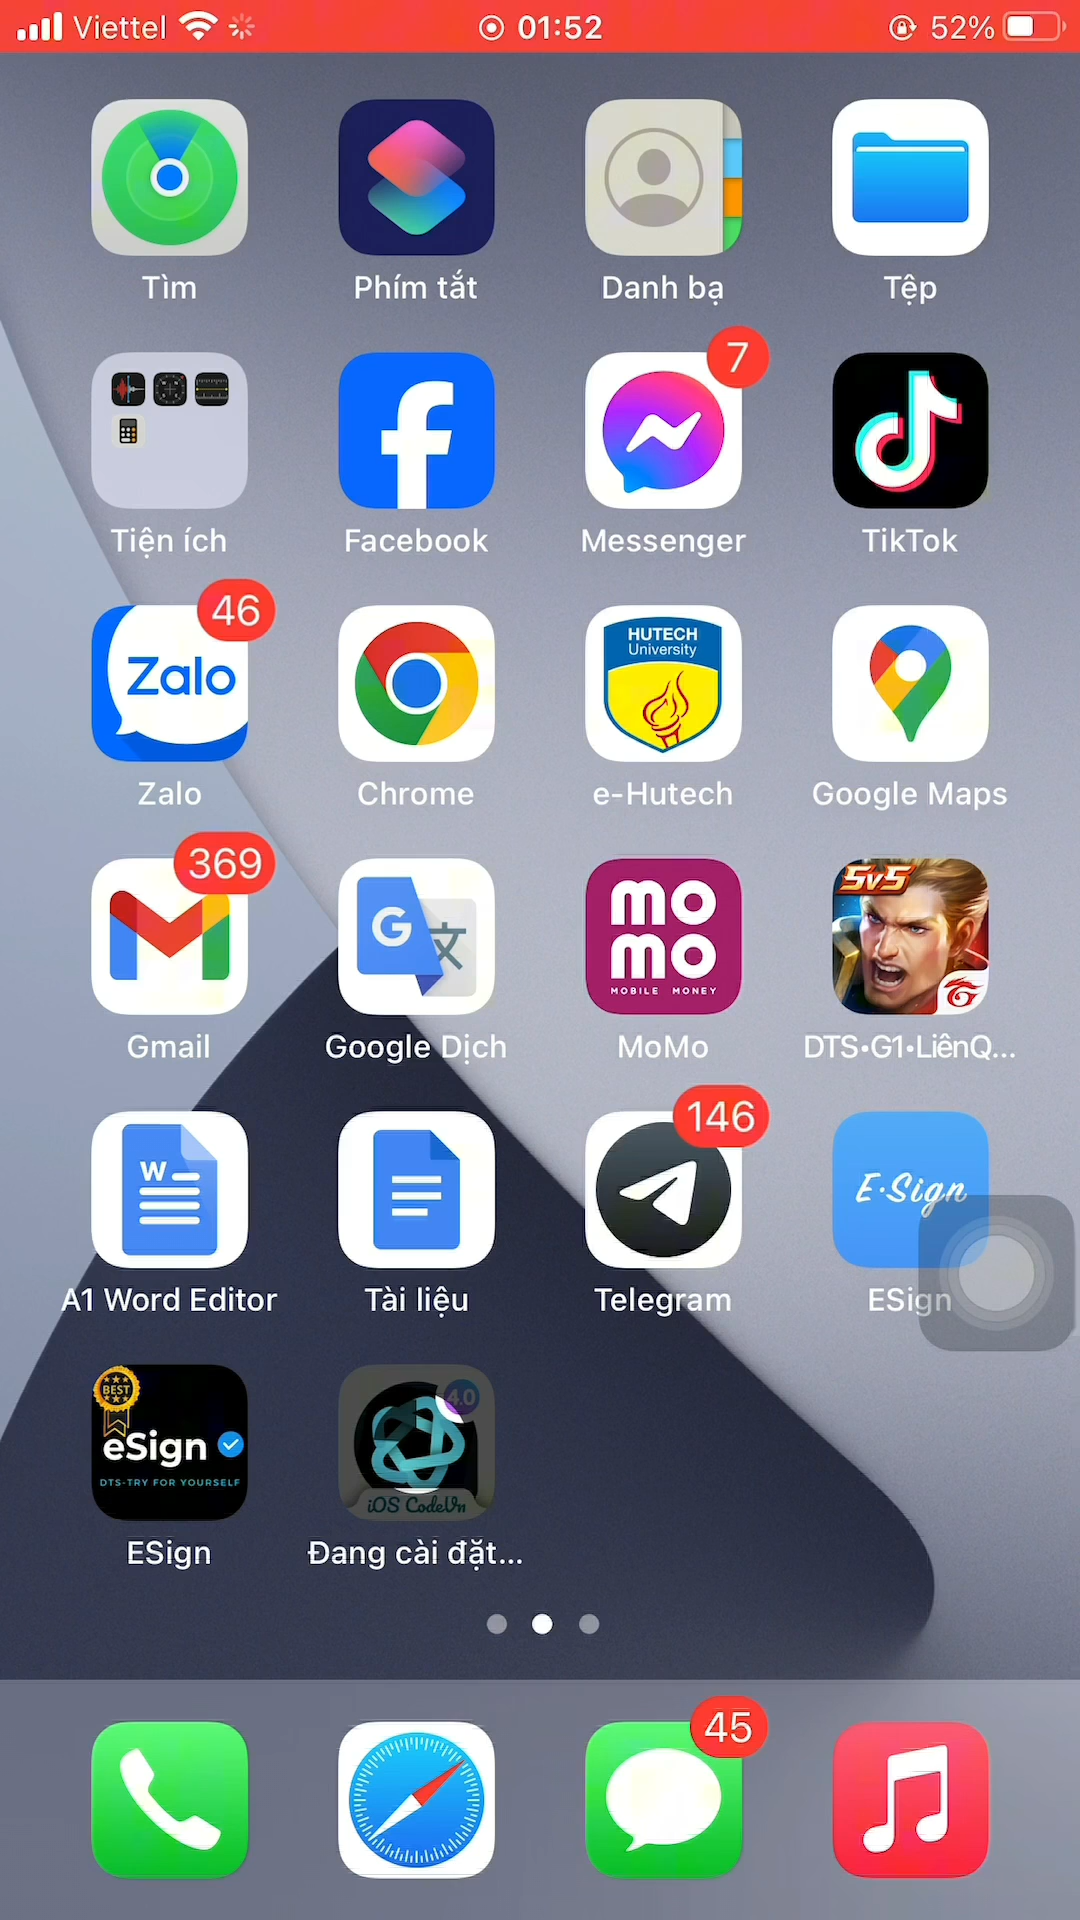 Viettel 01:52 52%
Tìm Phím tắt Danh bạ Tệp
7
Tiện ích Facebook Messenger TikTok
46
Zalo
HUTECH
University
Zalo Chrome e-Hutech Google Maps
369
5v5
G 文
mo
mo
MOBILE MONEY
Gmail Google Dịch MoMo DTS•G1•LiênQ...
146
W
E·Sign
A1 Word Editor Tài liệu Telegram ESign
BEST
eSign
DTS-TRY FOR YOURSELF
4.0
iOS CodeVn
ESign Đang cài đặt...
45